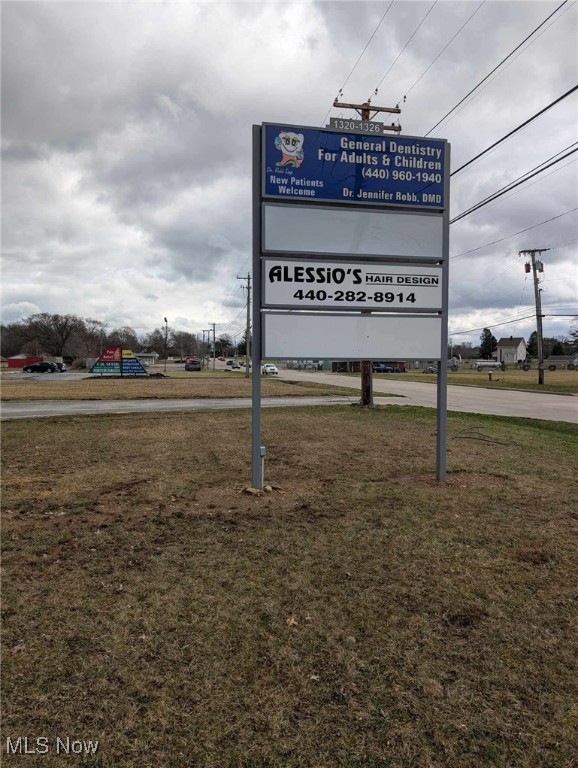 1320-1326
General Dentistry
For Adults & Children
(440) 960-1940
New Patients
Welcome
Dr. Jennifer Robb, DMD
ALESSiO'S HAIR DESIGN
440-282-8914
MLS Now